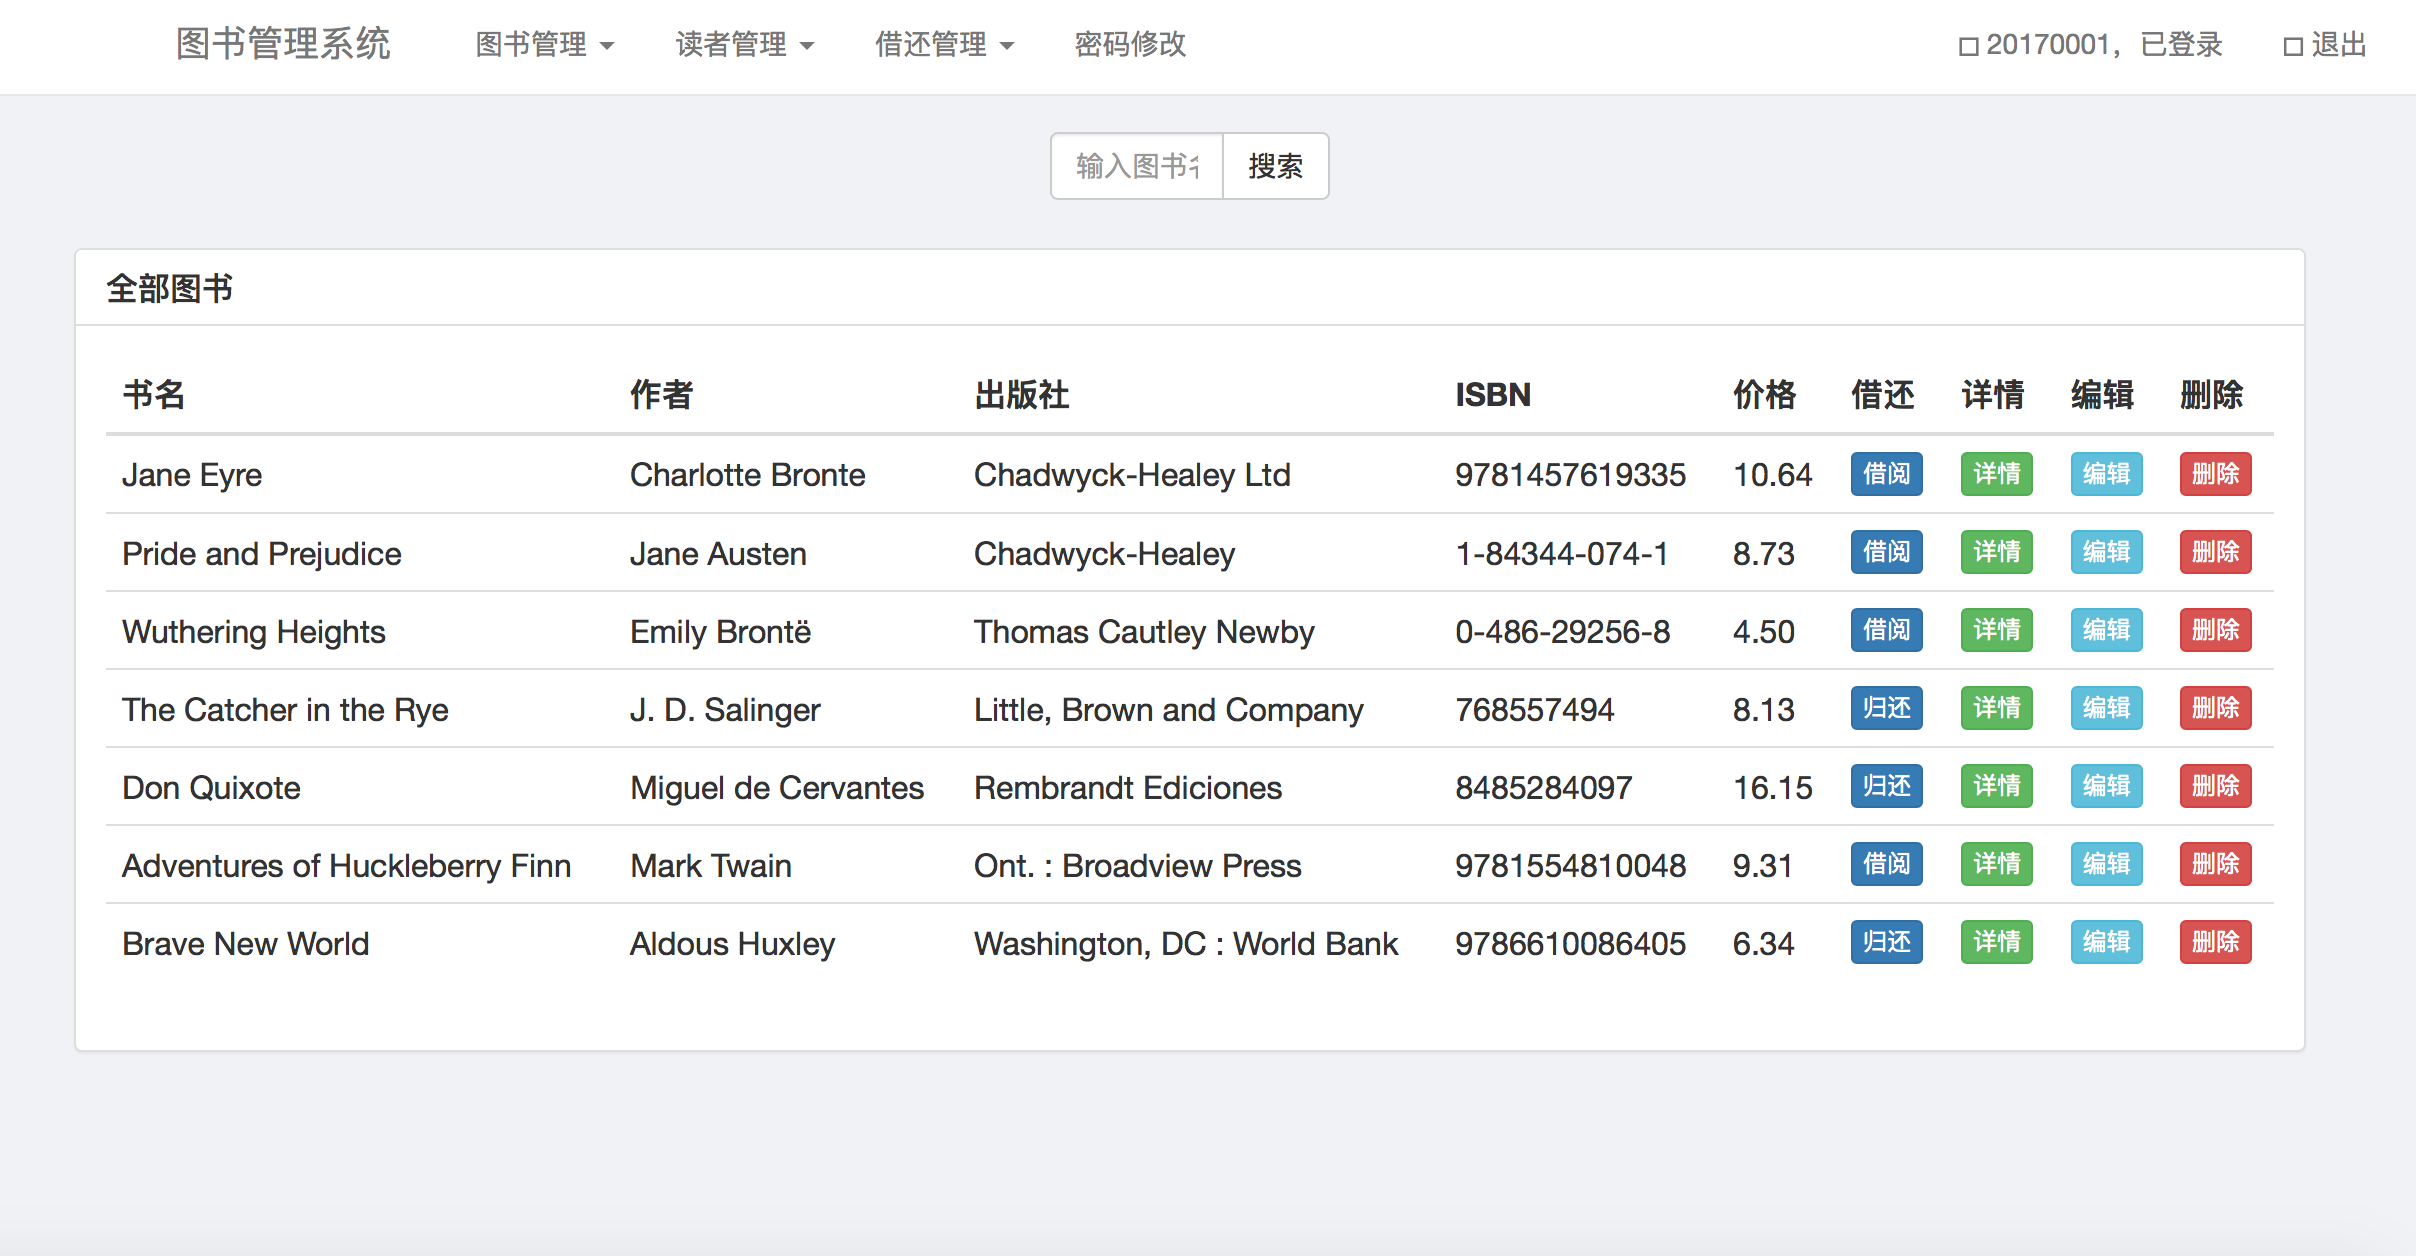 图书管理系统 图书管理 读者管理 借还管理 密码修改 20170001，已登录 退出
输入图书 搜索
全部图书
书名 作者 出版社 ISBN 价格 借还 详情 编辑 删除
Jane Eyre Charlotte Bronte Chadwyck-Healey Ltd 9781457619335 10.64 借阅 详情 编辑 删除
Pride and Prejudice Jane Austen Chadwyck-Healey 1-84344-074-1 8.73 借阅 详情 编辑 删除
Wuthering Heights Emily Brontë Thomas Cautley Newby 0-486-29256-8 4.50 借阅 详情 编辑 删除
The Catcher in the Rye J. D. Salinger Little, Brown and Company 768557494 8.13 归还 详情 编辑 删除
Don Quixote Miguel de Cervantes Rembrandt Ediciones 8485284097 16.15 归还 详情 编辑 删除
Adventures of Huckleberry Finn Mark Twain Ont. : Broadview Press 9781554810048 9.31 借阅 详情 编辑 删除
Brave New World Aldous Huxley Washington, DC : World Bank 9786610086405 6.34 归还 详情 编辑 删除